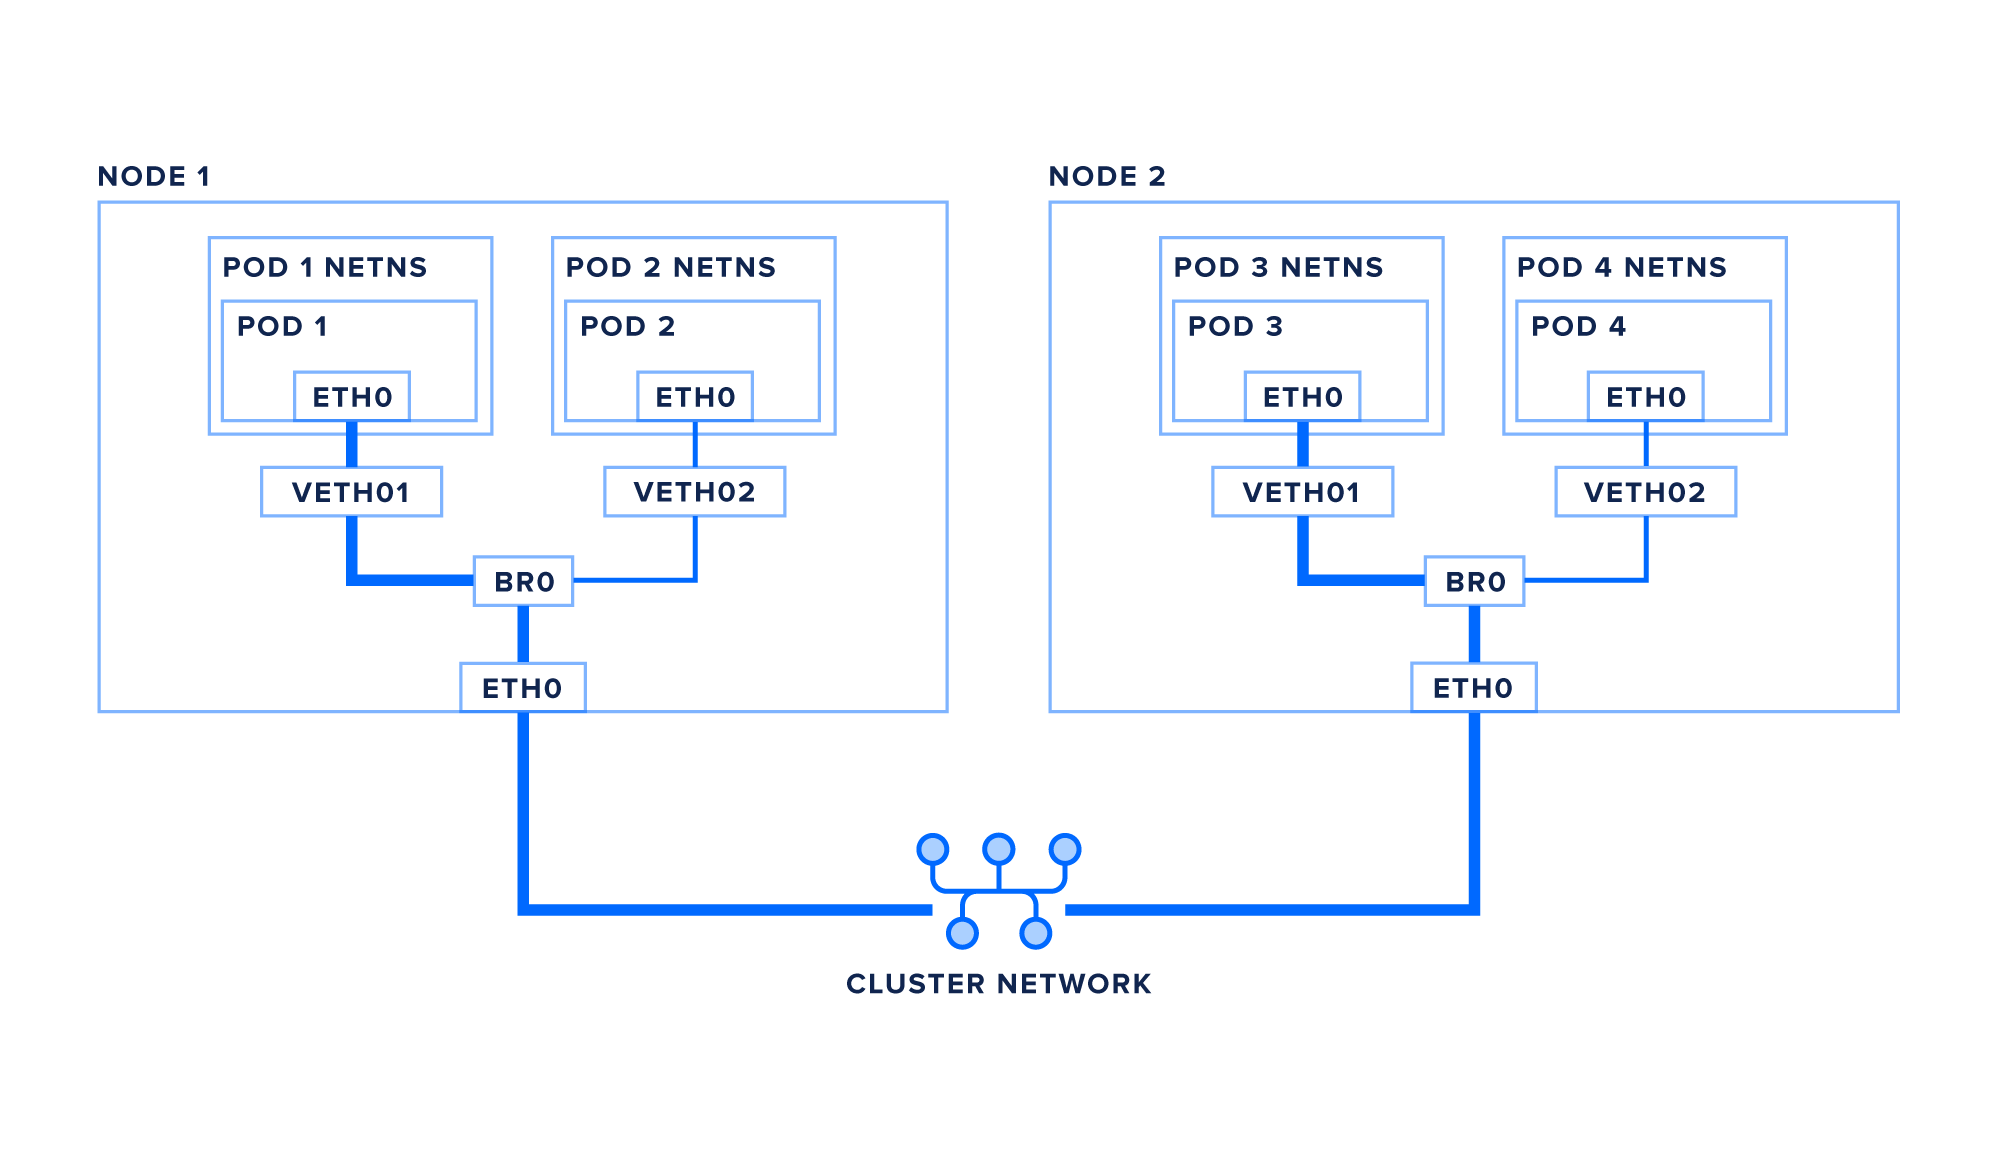 NODE 1
POD 1 NETNS
POD 1
ETH0
POD 2 NETNS
POD 2
ETH0
VETH01
VETH02
BR0
ETH0
NODE 2
POD 3 NETNS
POD 3
ETH0
POD 4 NETNS
POD 4
ETH0
VETH01
VETH02
BR0
ETH0
CLUSTER NETWORK